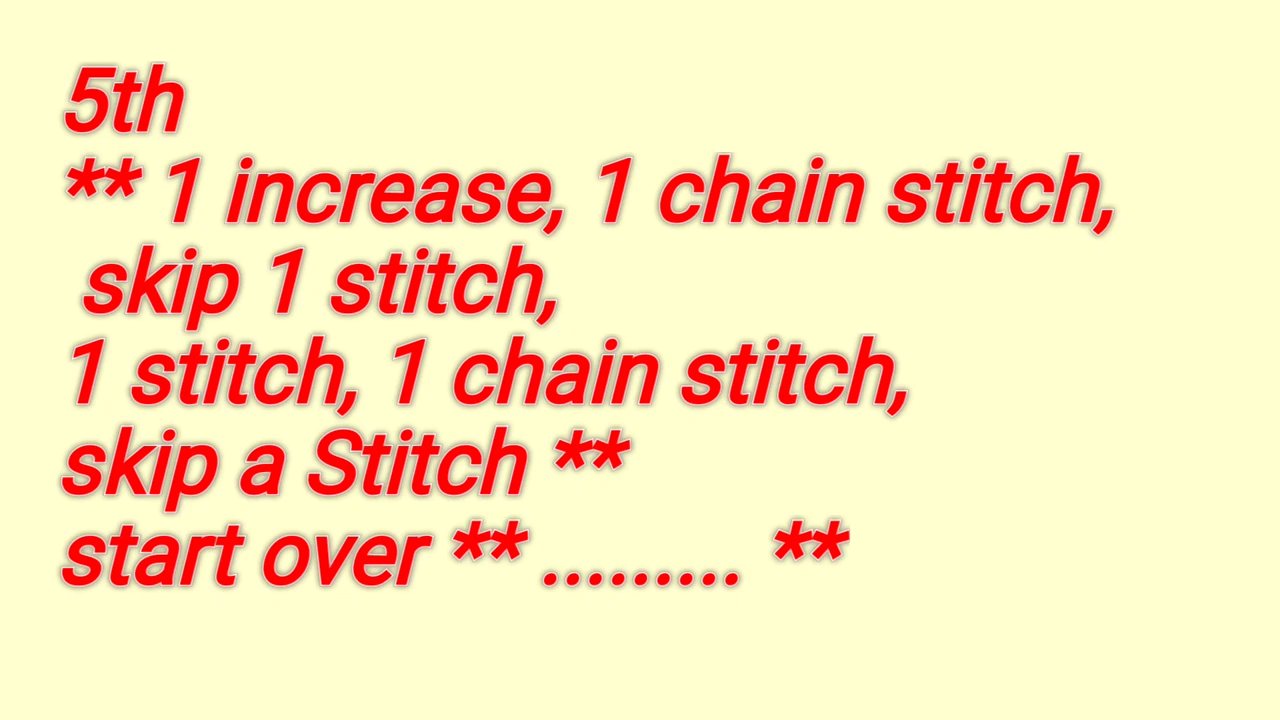 5th
** 1 increase, 1 chain stitch,
skip 1 stitch,
1 stitch, 1 chain stitch,
skip a Stitch **
start over ** ......... **